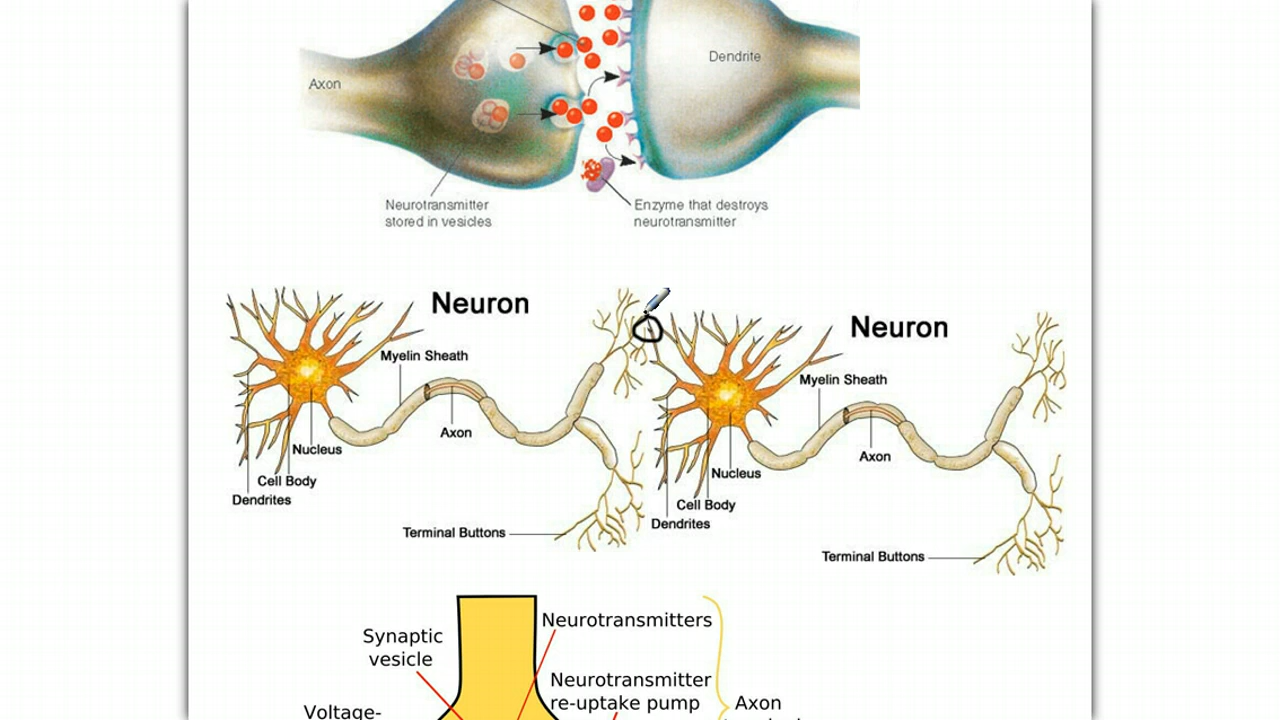 Dendrite
Axon
Neurotransmitter
stored in vesicles
Enzyme that destroys
neurotransmitter
Neuron
Myelin Sheath
Axon
Nucleus
Cell Body
Dendrites
Terminal Buttons
Neuron
Myelin Sheath
Axon
Nucleus
Cell Body
Dendrites
Terminal Buttons
Neurotransmitters
Synaptic
vesicle
Neurotransmitter
re-uptake pump
Axon
Voltage-